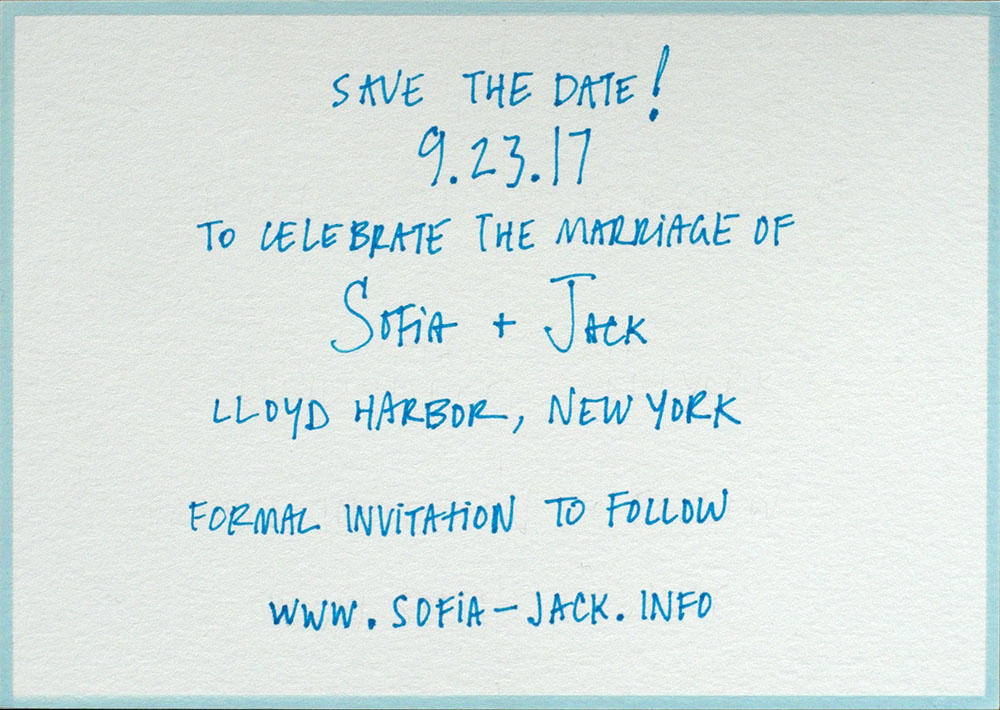 SAVE THE DATE!
9.23.17
TO CELEBRATE THE MARRIAGE OF
SOFiA + JACK
LLOYD HARBOR, NEW YORK
FORMAL INViTATION TO FOLLOW
WWW.SOFiA-JACK.INFO